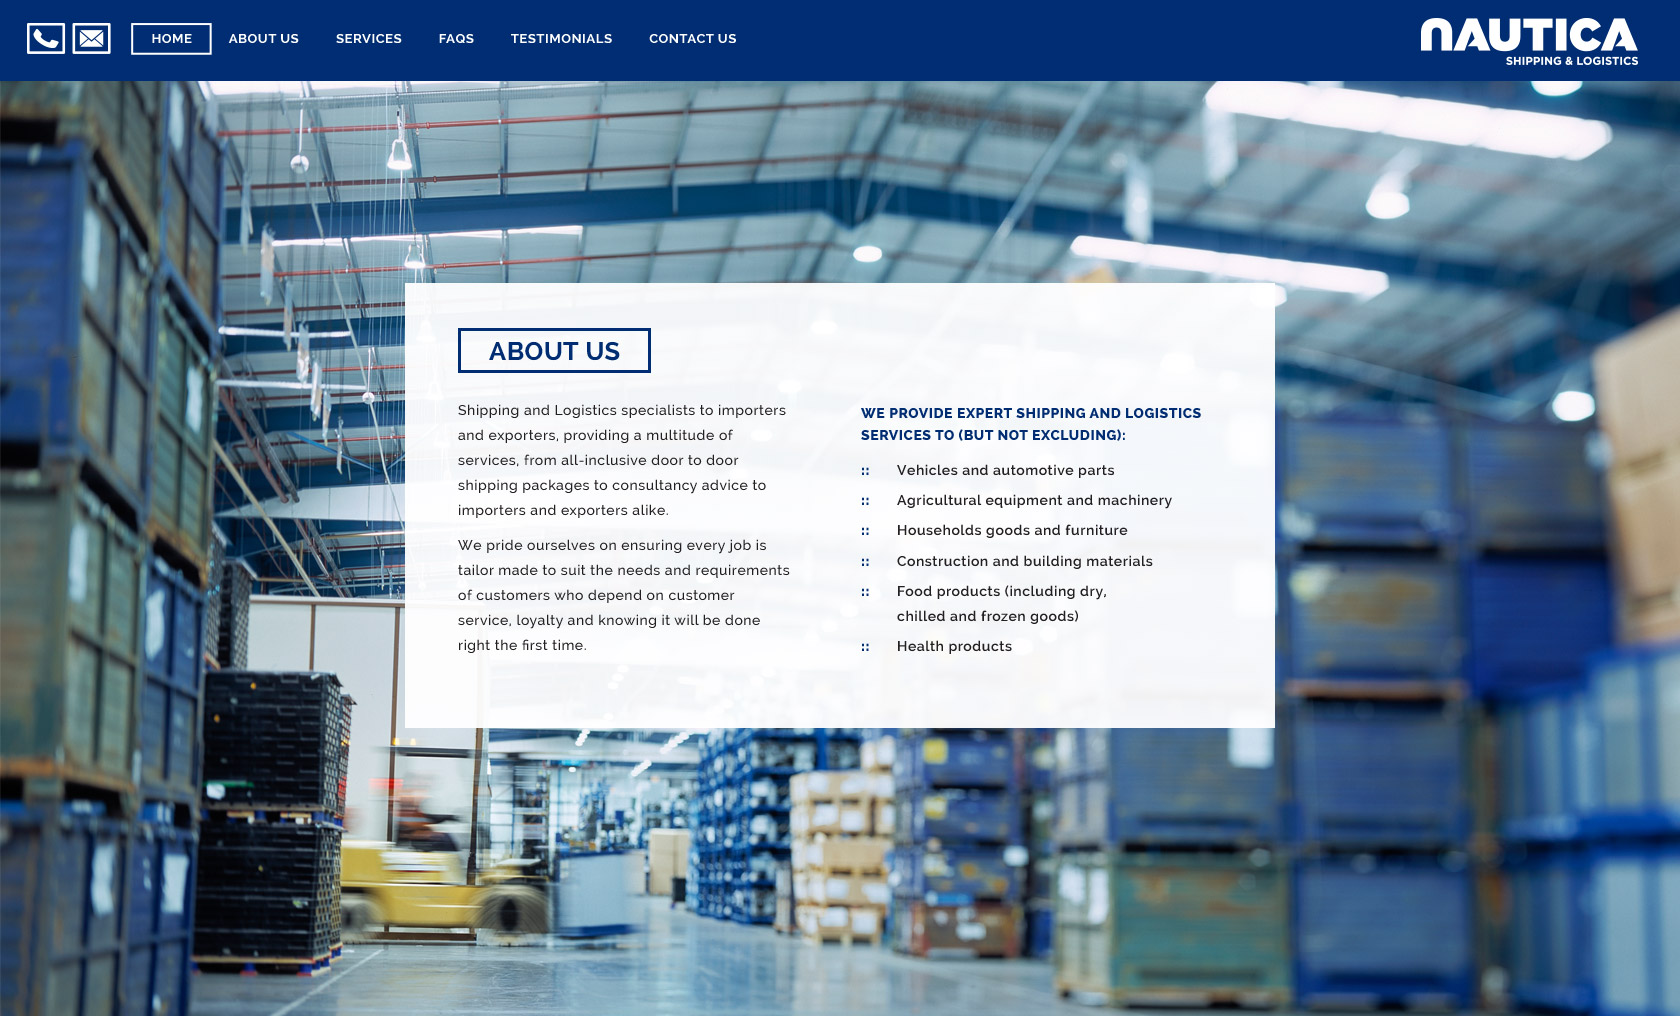 HOME ABOUT US SERVICES FAQS TESTIMONIALS CONTACT US
NAUTICA
SHIPPING & LOGISTICS
ABOUT US
Shipping and Logistics specialists to importers
and exporters, providing a multitude of
services, from all-inclusive door to door
shipping packages to consultancy advice to
importers and exporters alike.
We pride ourselves on ensuring every job is
tailor made to suit the needs and requirements
of customers who depend on customer
service, loyalty and knowing it will be done
right the first time.
WE PROVIDE EXPERT SHIPPING AND LOGISTICS
SERVICES TO (BUT NOT EXCLUDING):
:: Vehicles and automotive parts
:: Agricultural equipment and machinery
:: Households goods and furniture
:: Construction and building materials
:: Food products (including dry,
chilled and frozen goods)
:: Health products